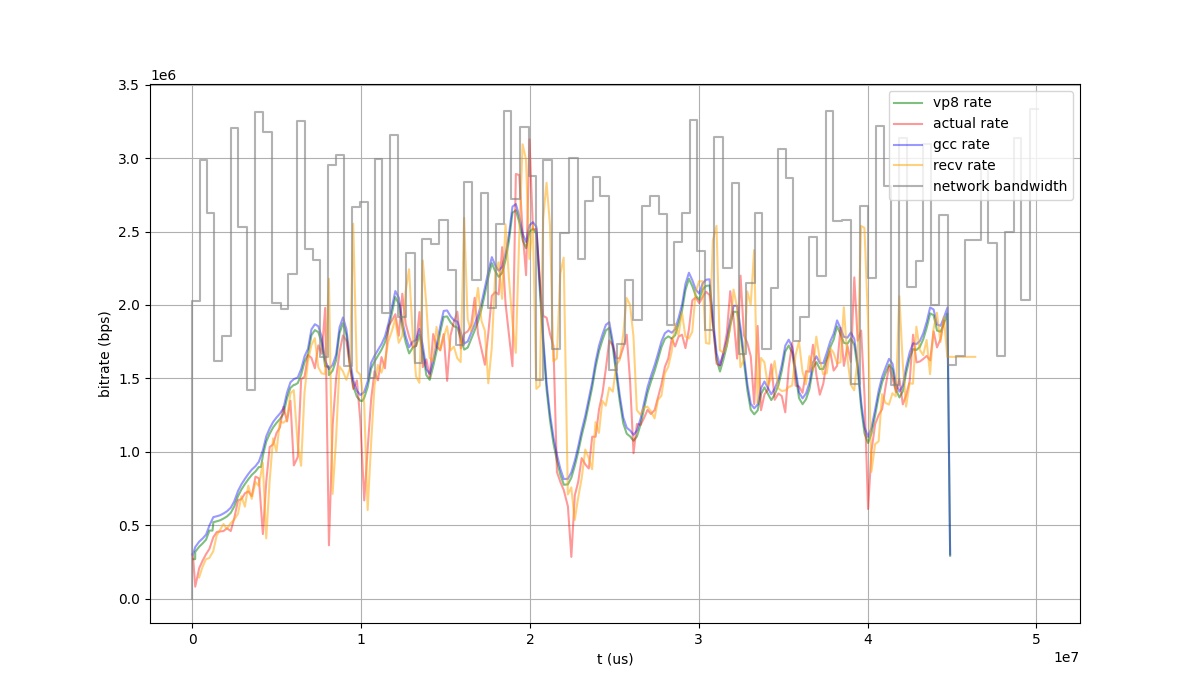 1e6
3.5
3.0
2.5
2.0
1.5
1.0
0.5
0.0
bitrate (bps)
vp8 rate
actual rate
gcc rate
recv rate
network bandwidth
0 1 2 3 4 5
1e7
t (us)